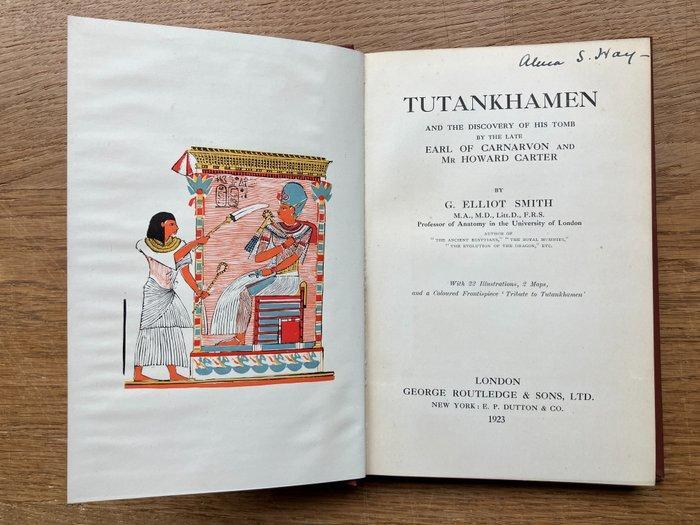 Alma S. Hay —
TUTANKHAMEN
AND THE DISCOVERY OF HIS TOMB
BY THE LATE
EARL OF CARNARVON AND
MR HOWARD CARTER
BY
G. ELLIOT SMITH
M.A., M.D., Litt.D., F.R.S.
Professor of Anatomy in the University of London
AUTHOR OF
"THE ANCIENT EGYPTIANS," "THE ROYAL MUMMIES,"
"THE EVOLUTION OF THE DRAGON," ETC.
With 22 Illustrations, 2 Maps,
and a Coloured Frontispiece 'Tribute to Tutankhamen'
LONDON
GEORGE ROUTLEDGE & SONS, LTD.
NEW YORK: E. P. DUTTON & CO.
1923